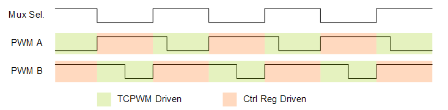 Mux Sel.
PWM A
PWM B
TCPWM Driven
Ctrl Reg Driven